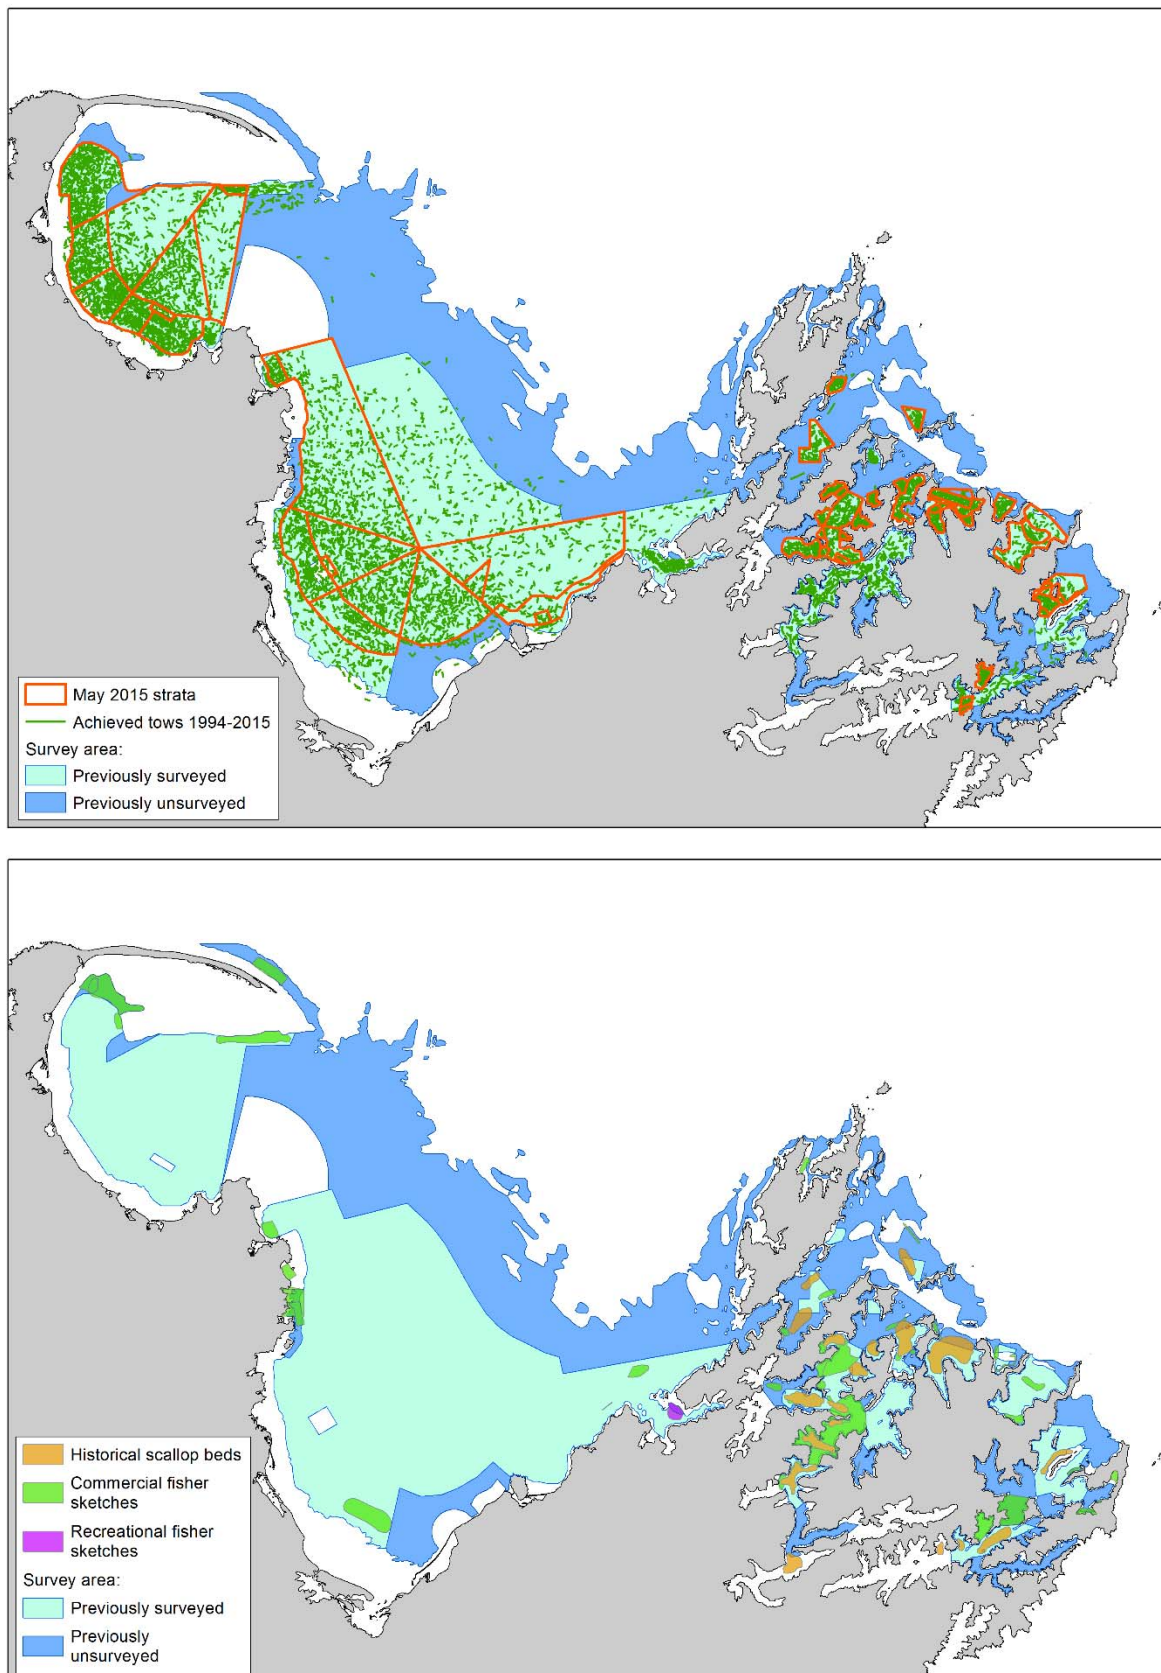 May 2015 strata
Achieved tows 1994-2015
Survey area:
Previously surveyed
Previously unsurveyed
Historical scallop beds
Commercial fisher
sketches
Recreational fisher
sketches
Survey area:
Previously surveyed
Previously
unsurveyed